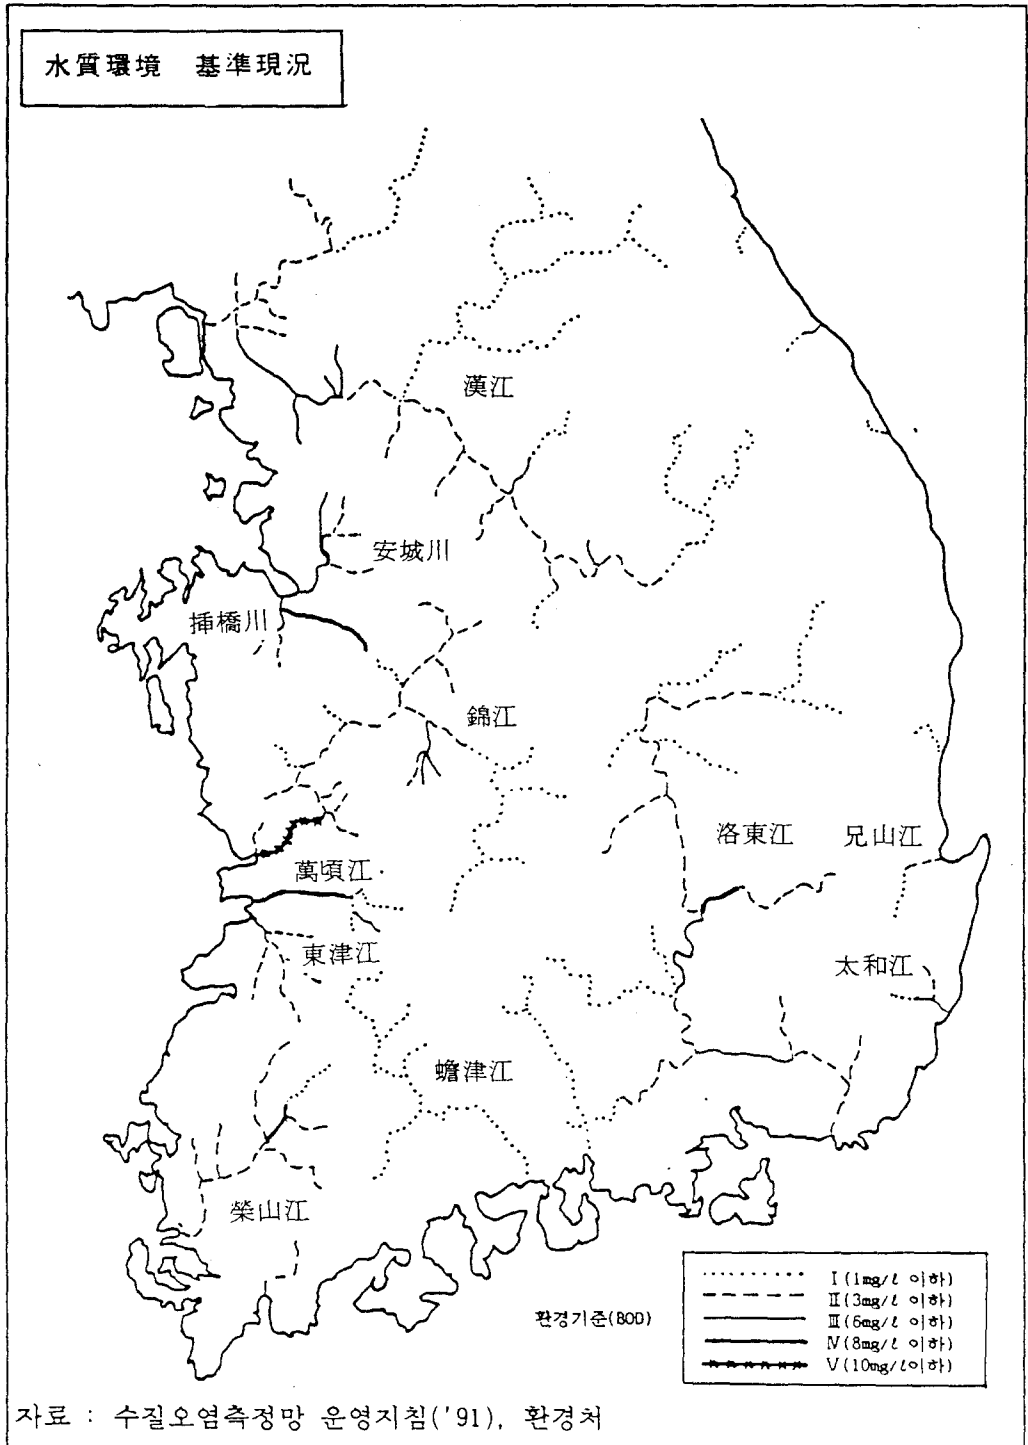 水質環境 基準現況
漢江
安城川
揷橋川
錦江
洛東江 兄山江
萬頃江
東津江
太和江
蟾津江
榮山江
환경기준(BOD)
I (1mg/ℓ 이하)
II (3mg/ℓ 이하)
III (6mg/ℓ 이하)
IV (8mg/ℓ 이하)
V (10mg/ℓ이하)
자료 : 수질오염측정망 운영지침('91), 환경처